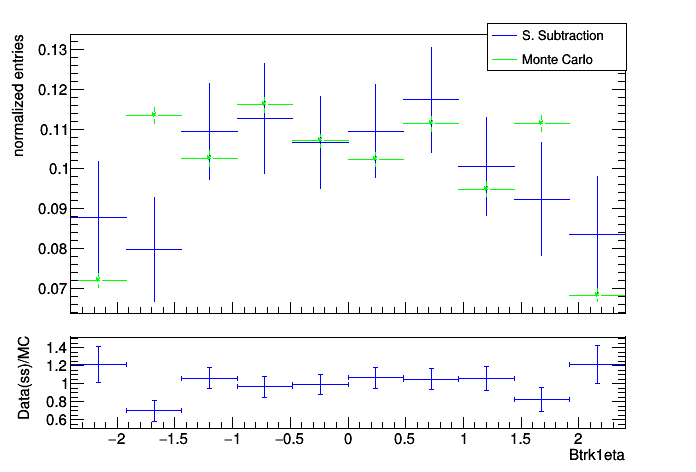 S. Subtraction
Monte Carlo
normalized entries
0.13
0.12
0.11
0.1
0.09
0.08
0.07
Data(ss)/MC
1.4
1.2
1
0.8
0.6
−2 −1.5 −1 −0.5 0 0.5 1 1.5 2
Btrk1eta